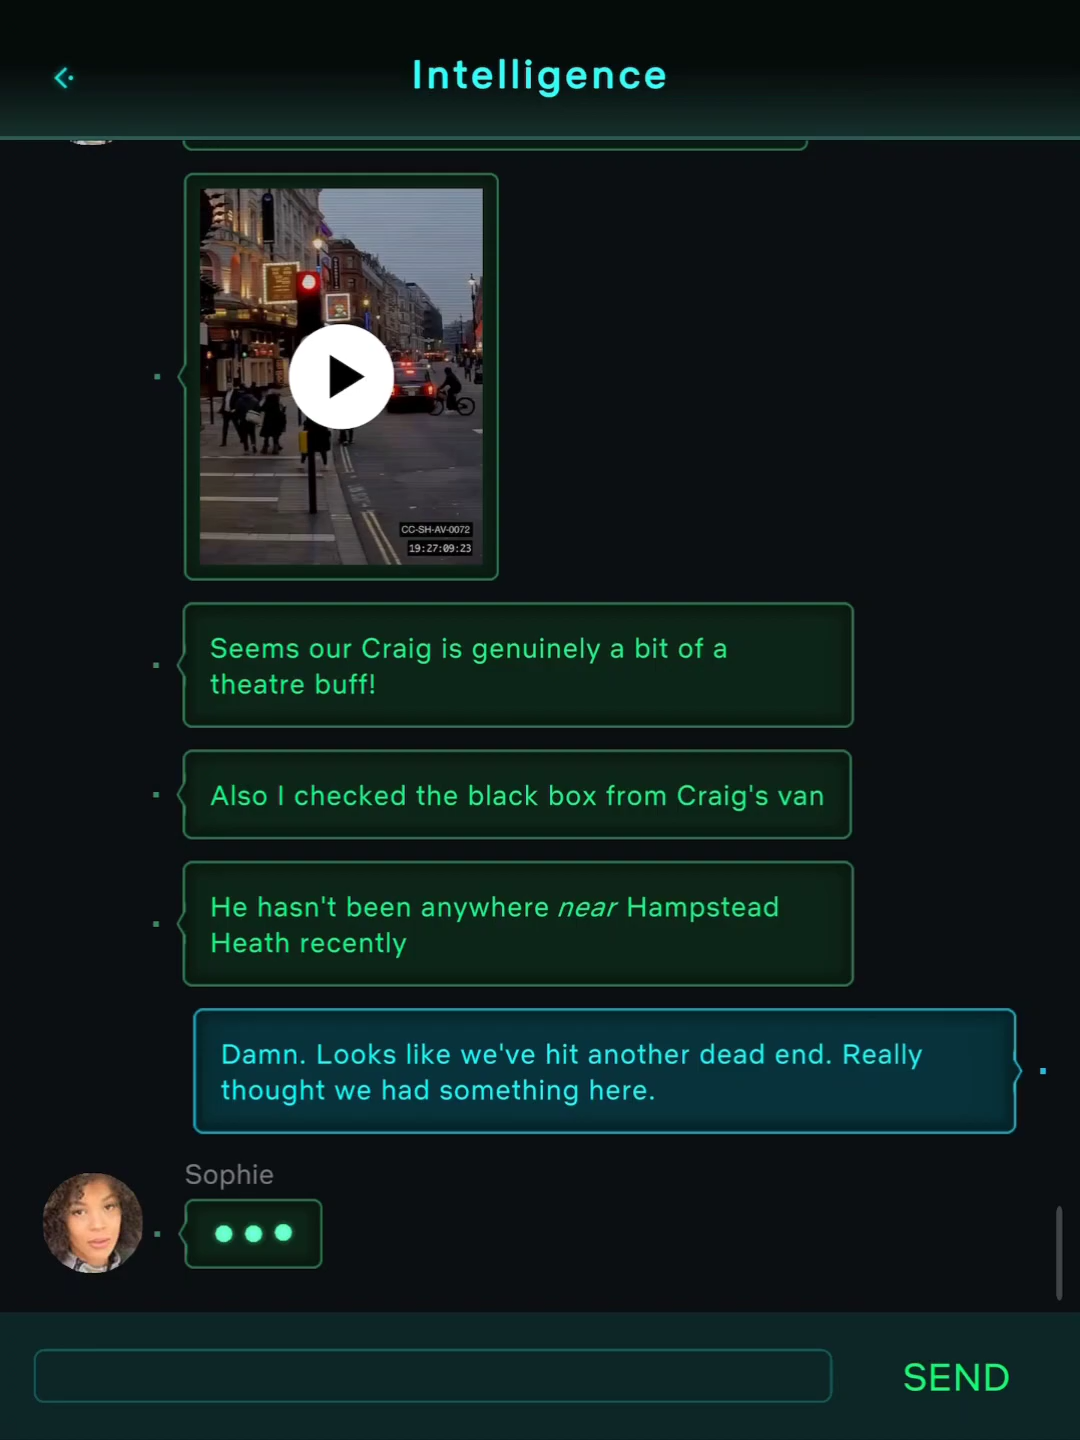 Intelligence
CC-SH-AV-0072
19:27:09:23
Seems our Craig is genuinely a bit of a
theatre buff!
Also I checked the black box from Craig's van
He hasn't been anywhere near Hampstead
Heath recently
Damn. Looks like we've hit another dead end. Really
thought we had something here.
Sophie
SEND